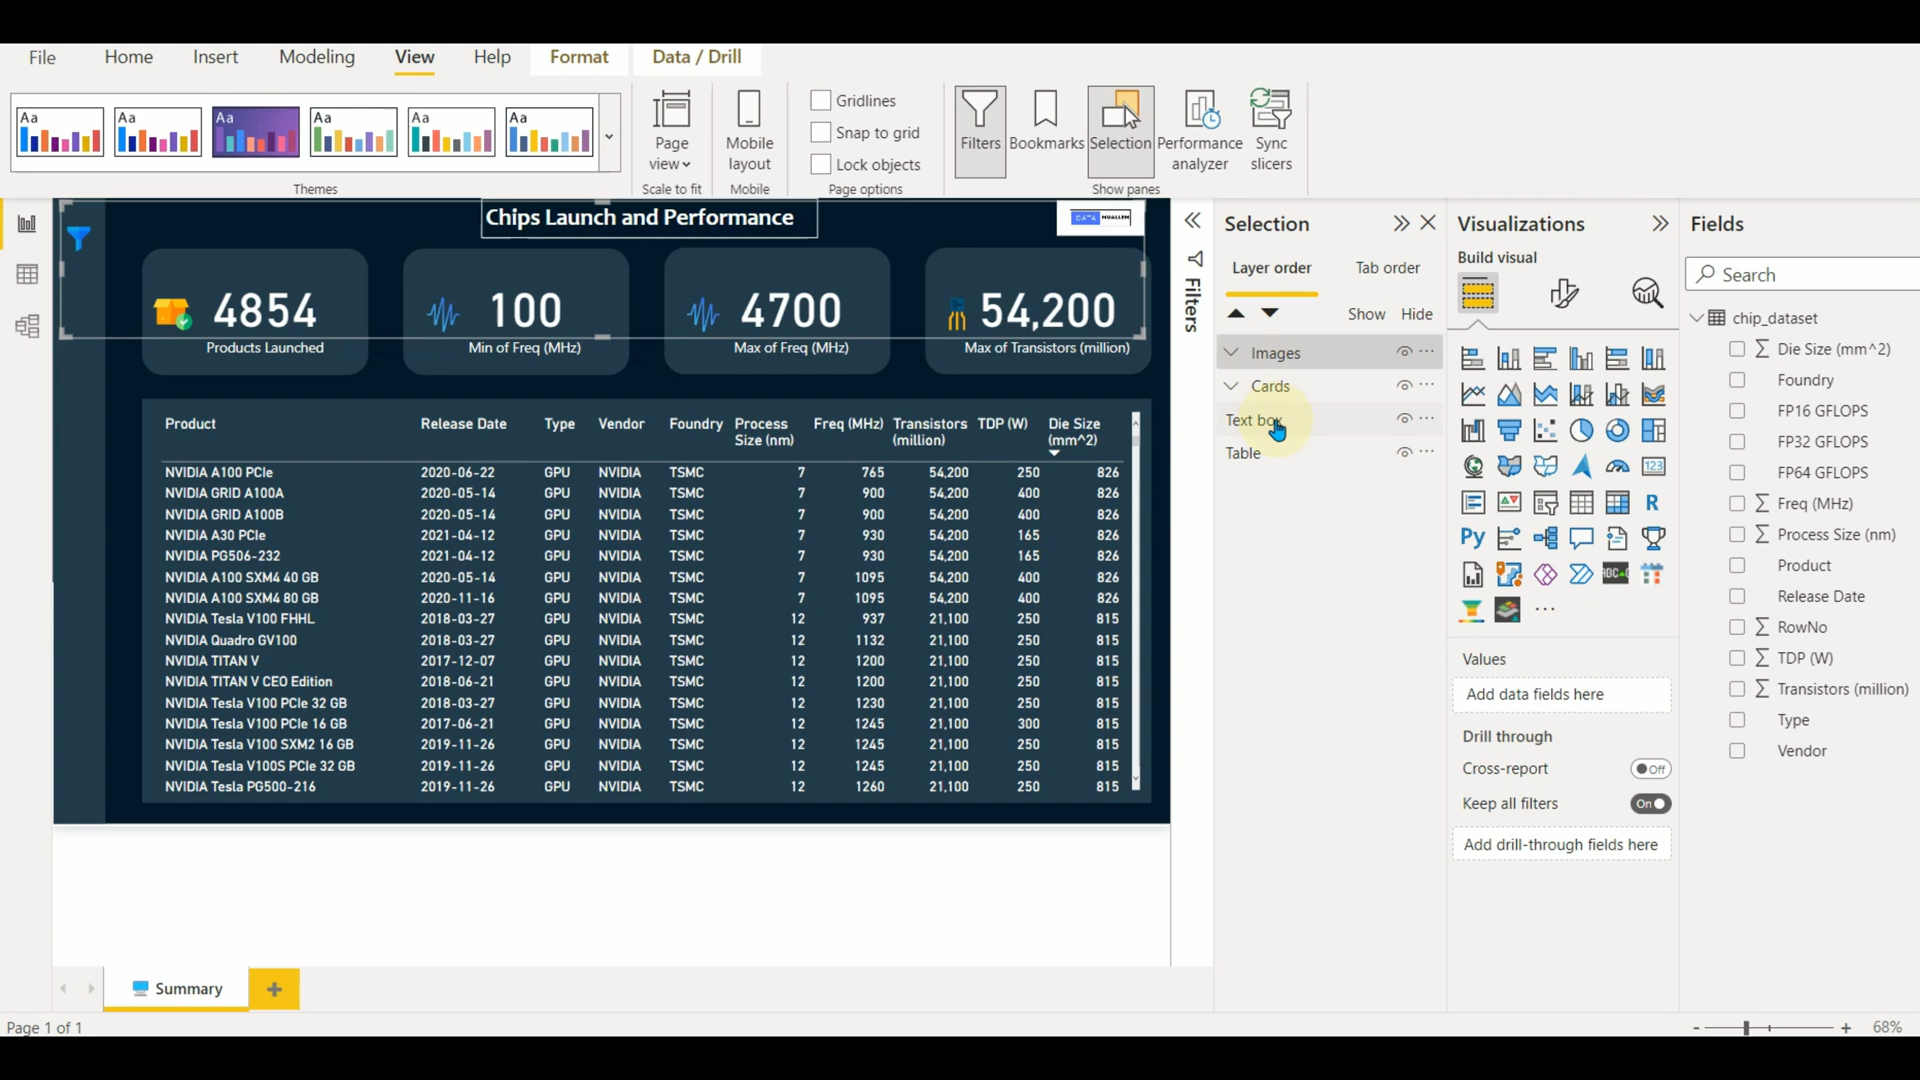 File Home Insert Modeling View Help Format Data / Drill
Aa Aa Aa Aa Aa Aa
Themes
Page view
Scale to fit
Mobile layout
Mobile
Gridlines
Snap to grid
Lock objects
Page options
Filters Bookmarks Selection Performance analyzer Sync slicers
Show panes
Chips Launch and Performance
DATA MUALLEM
4854
Products Launched
100
Min of Freq (MHz)
4700
Max of Freq (MHz)
54,200
Max of Transistors (million)
Product Release Date Type Vendor Foundry Process Size (nm) Freq (MHz) Transistors (million) TDP (W) Die Size (mm^2)
NVIDIA A100 PCIe 2020-06-22 GPU NVIDIA TSMC 7 765 54,200 250 826
NVIDIA GRID A100A 2020-05-14 GPU NVIDIA TSMC 7 900 54,200 400 826
NVIDIA GRID A100B 2020-05-14 GPU NVIDIA TSMC 7 900 54,200 400 826
NVIDIA A30 PCIe 2021-04-12 GPU NVIDIA TSMC 7 930 54,200 165 826
NVIDIA PG506-232 2021-04-12 GPU NVIDIA TSMC 7 930 54,200 165 826
NVIDIA A100 SXM4 40 GB 2020-05-14 GPU NVIDIA TSMC 7 1095 54,200 400 826
NVIDIA A100 SXM4 80 GB 2020-11-16 GPU NVIDIA TSMC 7 1095 54,200 400 826
NVIDIA Tesla V100 FHHL 2018-03-27 GPU NVIDIA TSMC 12 937 21,100 250 815
NVIDIA Quadro GV100 2018-03-27 GPU NVIDIA TSMC 12 1132 21,100 250 815
NVIDIA TITAN V 2017-12-07 GPU NVIDIA TSMC 12 1200 21,100 250 815
NVIDIA TITAN V CEO Edition 2018-06-21 GPU NVIDIA TSMC 12 1200 21,100 250 815
NVIDIA Tesla V100 PCIe 32 GB 2018-03-27 GPU NVIDIA TSMC 12 1230 21,100 250 815
NVIDIA Tesla V100 PCIe 16 GB 2017-06-21 GPU NVIDIA TSMC 12 1245 21,100 300 815
NVIDIA Tesla V100 SXM2 16 GB 2019-11-26 GPU NVIDIA TSMC 12 1245 21,100 250 815
NVIDIA Tesla V100S PCIe 32 GB 2019-11-26 GPU NVIDIA TSMC 12 1245 21,100 250 815
NVIDIA Tesla PG500-216 2019-11-26 GPU NVIDIA TSMC 12 1260 21,100 250 815
Filters
Selection
Layer order Tab order
Show Hide
Images
Cards
Text box
Table
Visualizations
Build visual
123
R
Py
ABC
Values
Add data fields here
Drill through
Cross-report Off
Keep all filters On
Add drill-through fields here
Fields
Search
chip_dataset
Die Size (mm^2)
Foundry
FP16 GFLOPS
FP32 GFLOPS
FP64 GFLOPS
Freq (MHz)
Process Size (nm)
Product
Release Date
RowNo
TDP (W)
Transistors (million)
Type
Vendor
Summary
Page 1 of 1
68%